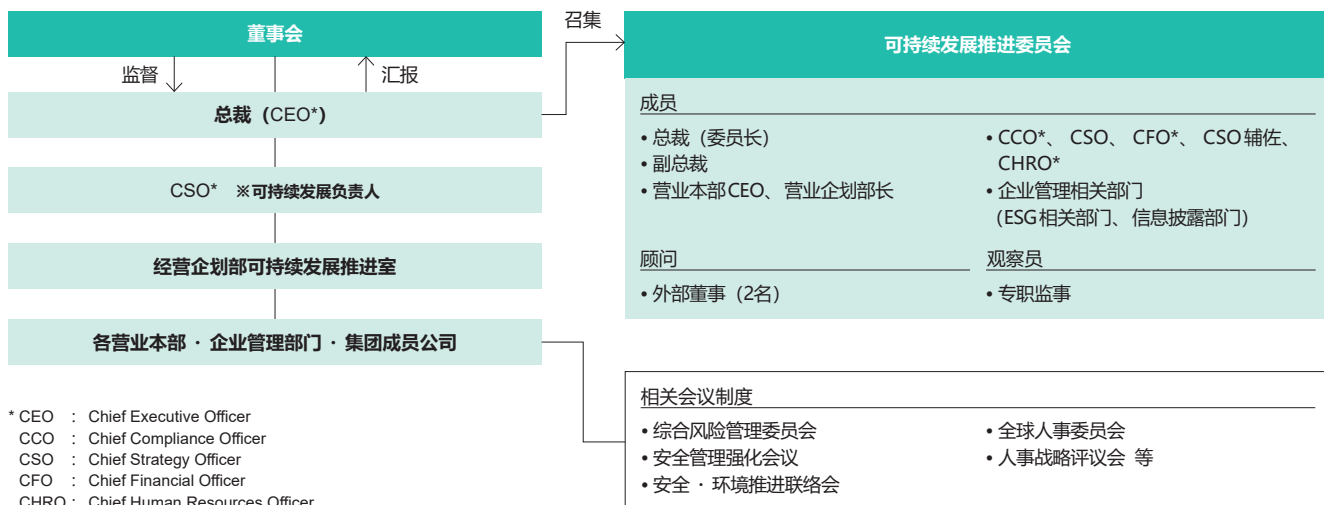 董事会
监督
汇报
总裁（CEO*）
CSO* ※可持续发展负责人
经营企划部可持续发展推进室
各营业本部 · 企业管理部门 · 集团成员公司
* CEO : Chief Executive Officer
CCO : Chief Compliance Officer
CSO : Chief Strategy Officer
CFO : Chief Financial Officer
CHRO : Chief Human Resources Officer
召集
可持续发展推进委员会
成员
• 总裁（委员长）
• 副总裁
• 营业本部CEO、营业企划部长
• CCO*、CSO、CFO*、CSO辅佐、
CHRO*
• 企业管理相关部门
（ESG相关部门、信息披露部门）
顾问
• 外部董事（2名）
观察员
• 专职监事
相关会议制度
• 综合风险管理委员会
• 安全管理强化会议
• 安全 · 环境推进联络会
• 全球人事委员会
• 人事战略评议会 等